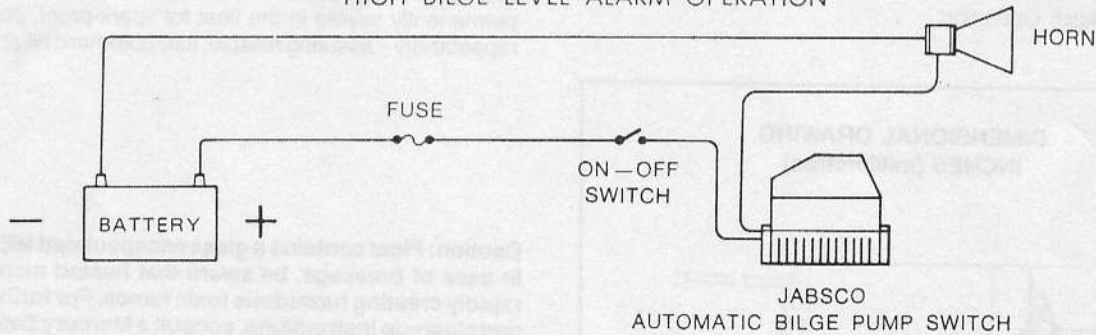 HIGH BILGE LEVEL ALARM OPERATION
HORN
FUSE
ON–OFF
SWITCH
– BATTERY +
JABSCO
AUTOMATIC BILGE PUMP SWITCH